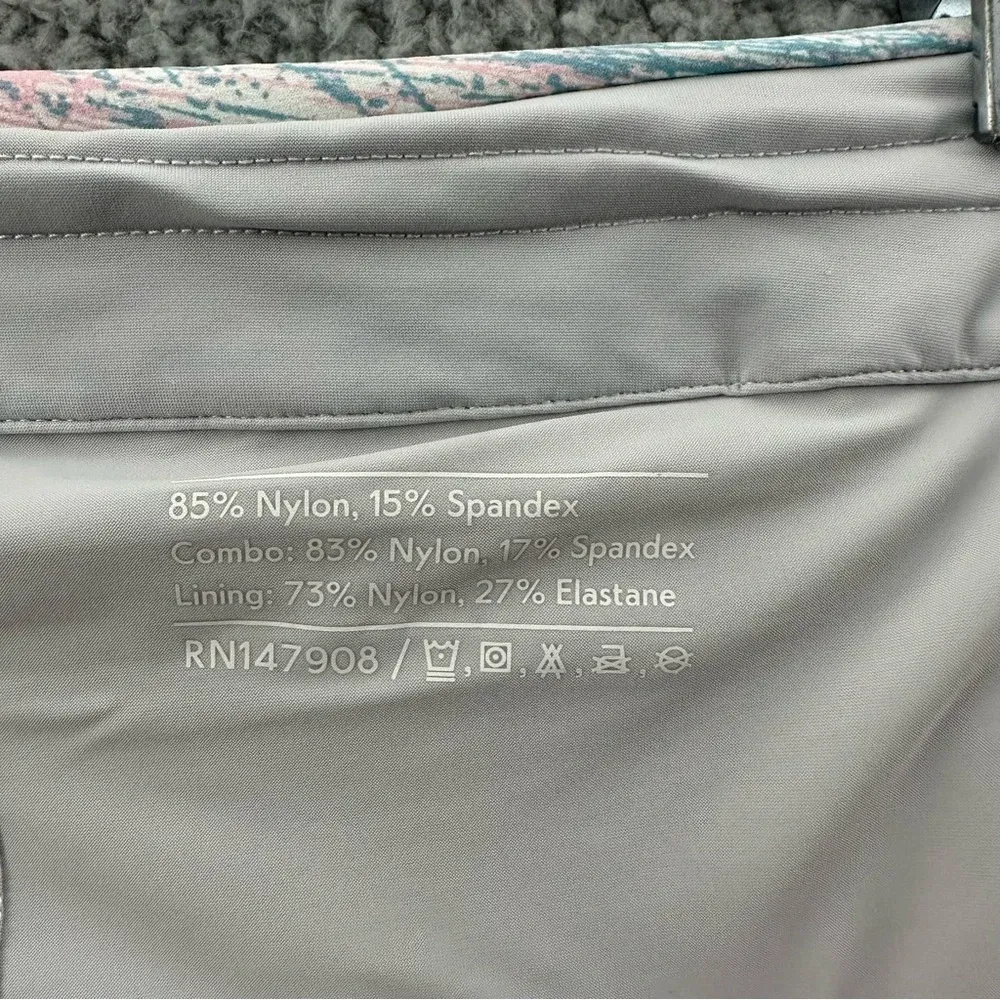 85% Nylon, 15% Spandex
Combo: 83% Nylon, 17% Spandex
Lining: 73% Nylon, 27% Elastane
RN147908 /